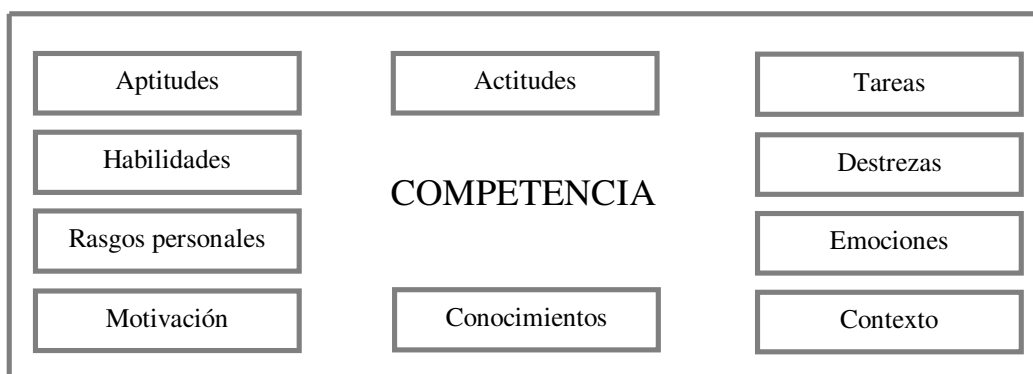 Aptitudes
Actitudes
Tareas
Habilidades
Destrezas
COMPETENCIA
Rasgos personales
Emociones
Motivación
Conocimientos
Contexto